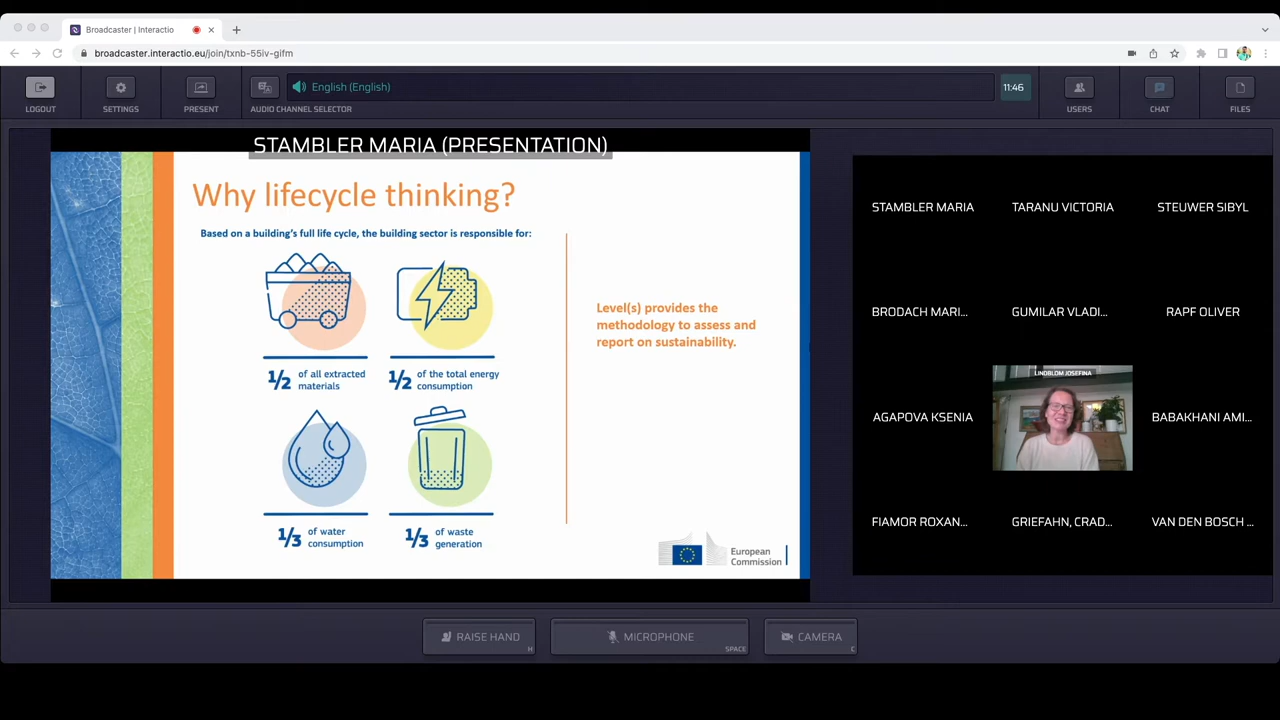 Broadcaster | Interactio
broadcaster.interactio.eu/join/txnb-55iv-gifm
LOGOUT
SETTINGS
PRESENT
AUDIO CHANNEL SELECTOR
English (English)
11:46
USERS
CHAT
FILES
STAMBLER MARIA (PRESENTATION)
Why lifecycle thinking?
Based on a building's full life cycle, the building sector is responsible for:
1/2 of all extracted
materials
1/2 of the total energy
consumption
1/3 of water
consumption
1/3 of waste
generation
Level(s) provides the
methodology to assess and
report on sustainability.
European
Commission
STAMBLER MARIA
TARANU VICTORIA
STEUWER SIBYL
BRODACH MARI...
GUMILAR VLADI...
RAPF OLIVER
AGAPOVA KSENIA
LINDBLOM JOSEFINA
BABAKHANI AMI...
FIAMOR ROXAN...
GRIEFAHN, CRAD...
VAN DEN BOSCH ...
RAISE HAND
H
MICROPHONE
SPACE
CAMERA
C